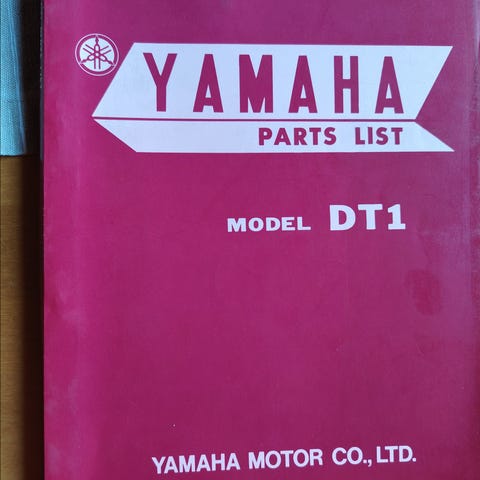 YAMAHA
PARTS LIST
MODEL DT1
YAMAHA MOTOR CO., LTD.